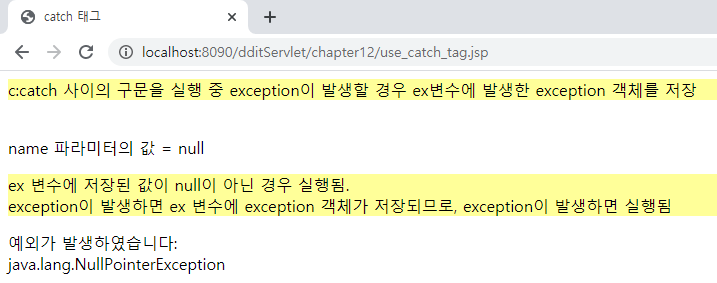 catch 태그
localhost:8090/dditServlet/chapter12/use_catch_tag.jsp
c:catch 사이의 구문을 실행 중 exception이 발생할 경우 ex변수에 발생한 exception 객체를 저장
name 파라미터의 값 = null
ex 변수에 저장된 값이 null이 아닌 경우 실행됨.
exception이 발생하면 ex 변수에 exception 객체가 저장되므로, exception이 발생하면 실행됨
예외가 발생하였습니다:
java.lang.NullPointerException